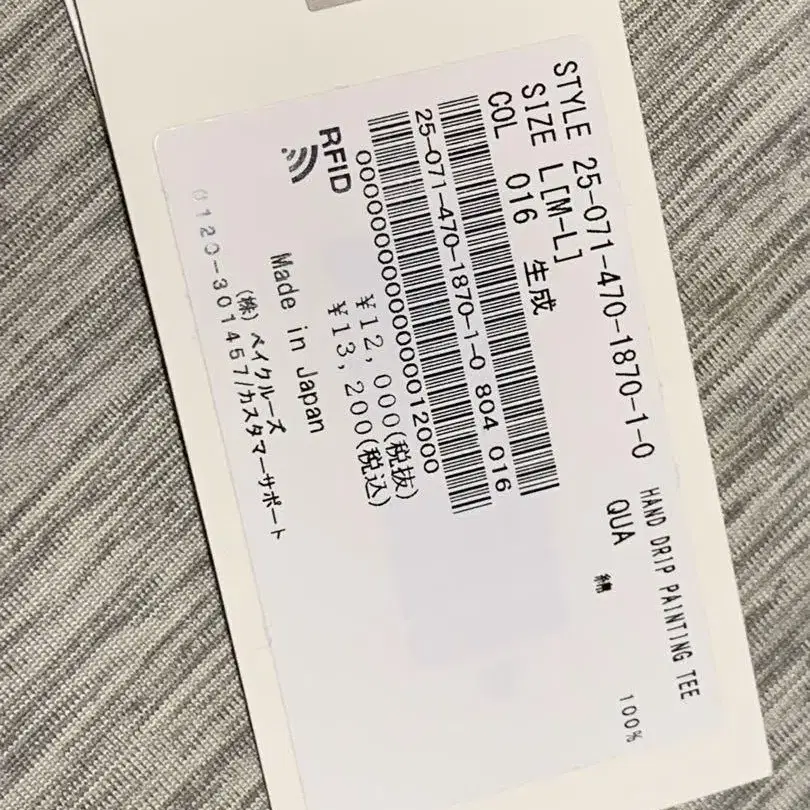 STYLE 25-071-470-1870-1-0 HAND DRIP PAINTING TEE
SIZE L[M-L] QUA 綿 100%
COL 016 生成
25-071-470-1870-1-0 804 016
0000000000000000012000
¥12,000(税抜)
¥13,200(税込)
RFID
Made in Japan
(株)ベイクルーズ
0120-301457/カスタマーサポート